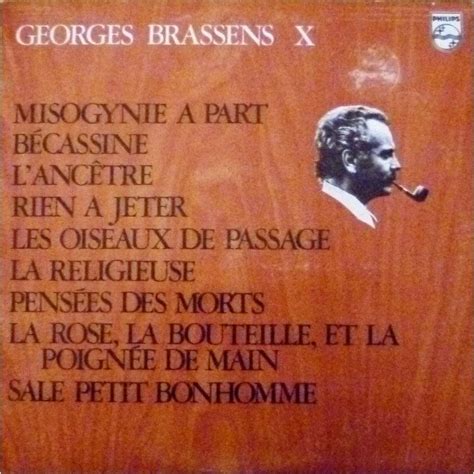 GEORGES BRASSENS X
PHILIPS
MISOGYNIE A PART
BÉCASSINE
L'ANCÊTRE
RIEN A JETER
LES OISEAUX DE PASSAGE
LA RELIGIEUSE
PENSÉES DES MORTS
LA ROSE, LA BOUTEILLE, ET LA
POIGNÉE DE MAIN
SALE PETIT BONHOMME